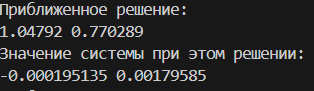 Приближенное решение:
1.04792 0.770289
Значение системы при этом решении:
-0.000195135 0.00179585